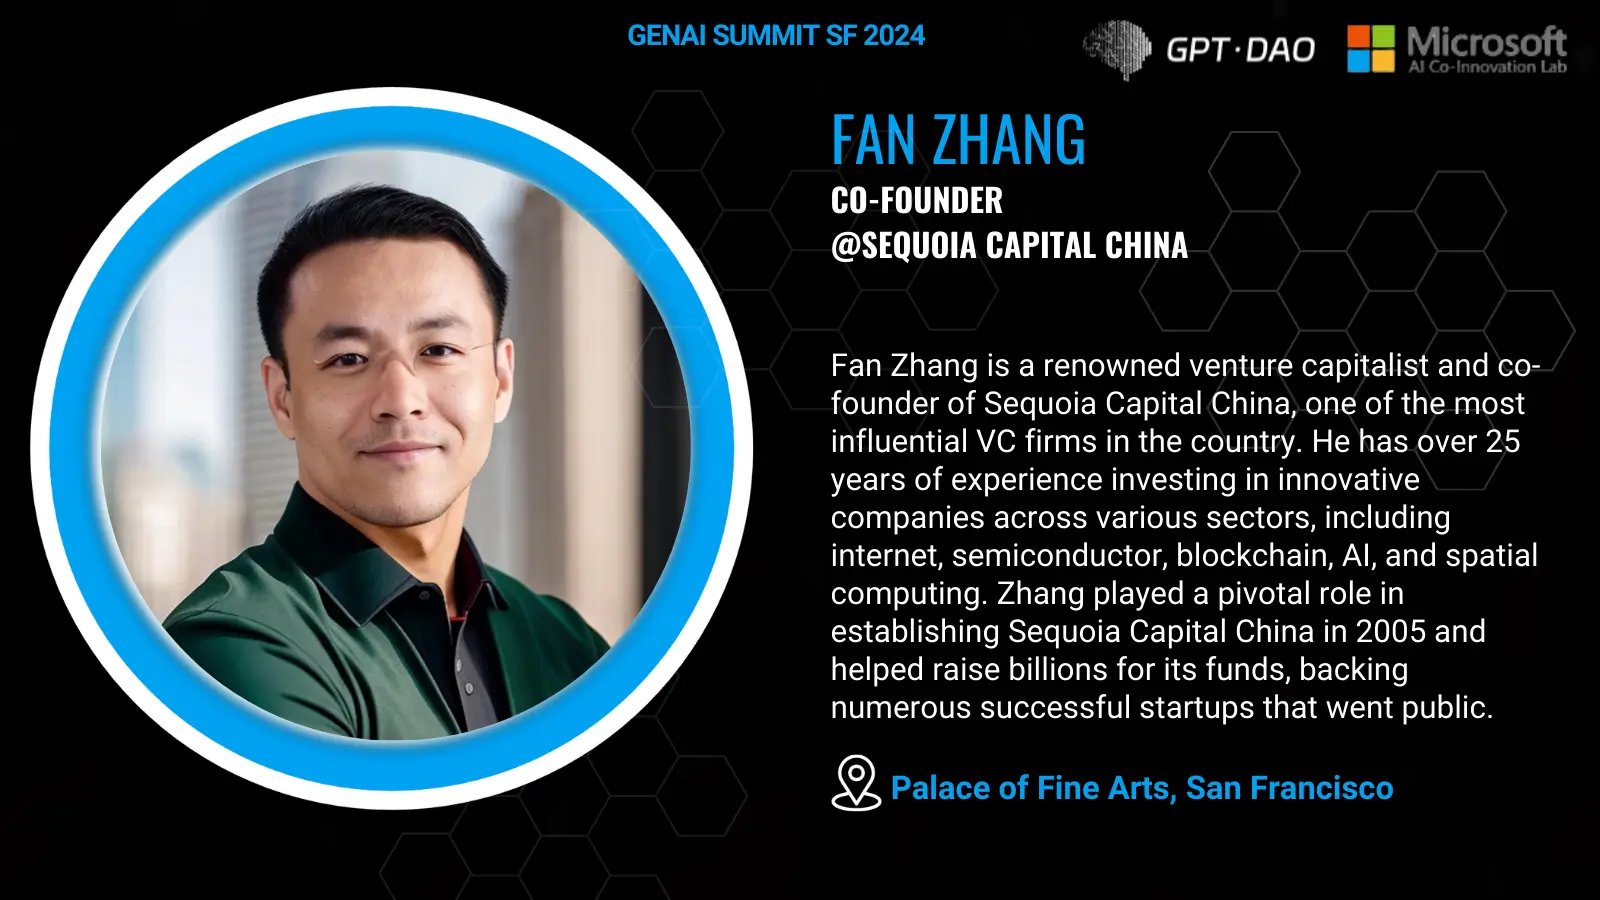 GENAI SUMMIT SF 2024
GPT·DAO
Microsoft
AI Co-Innovation Lab
FAN ZHANG
CO-FOUNDER
@SEQUOIA CAPITAL CHINA
Fan Zhang is a renowned venture capitalist and co-
founder of Sequoia Capital China, one of the most
influential VC firms in the country. He has over 25
years of experience investing in innovative
companies across various sectors, including
internet, semiconductor, blockchain, AI, and spatial
computing. Zhang played a pivotal role in
establishing Sequoia Capital China in 2005 and
helped raise billions for its funds, backing
numerous successful startups that went public.
Palace of Fine Arts, San Francisco